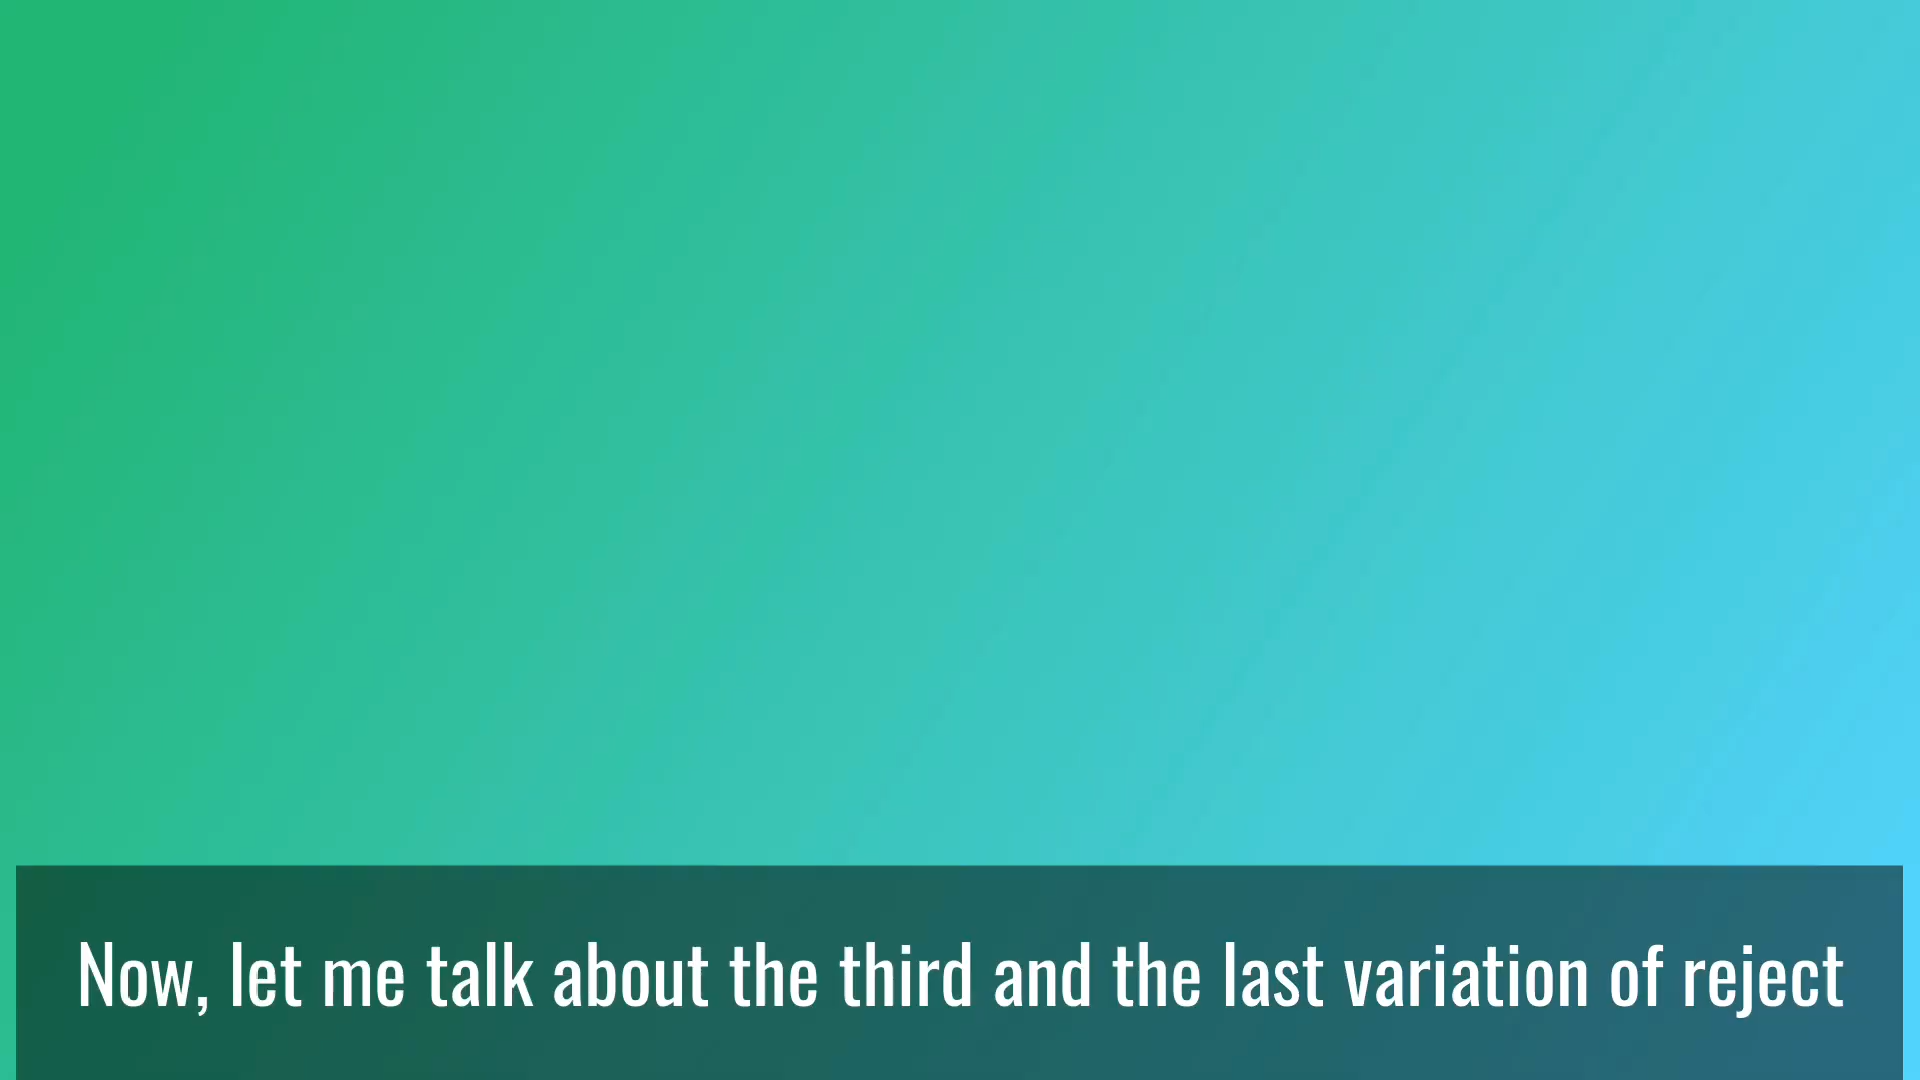 Now, let me talk about the third and the last variation of reject